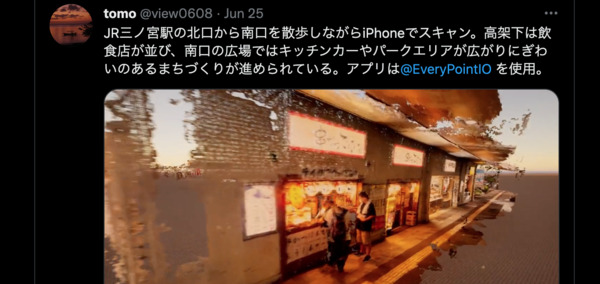 tomo @view0608 · Jun 25
JR三ノ宮駅の北口から南口を散歩しながらiPhoneでスキャン。高架下は飲
食店が並び、南口の広場ではキッチンカーやパークエリアが広がりにぎわ
いのあるまちづくりが進められている。アプリは@EveryPointIO を使用。